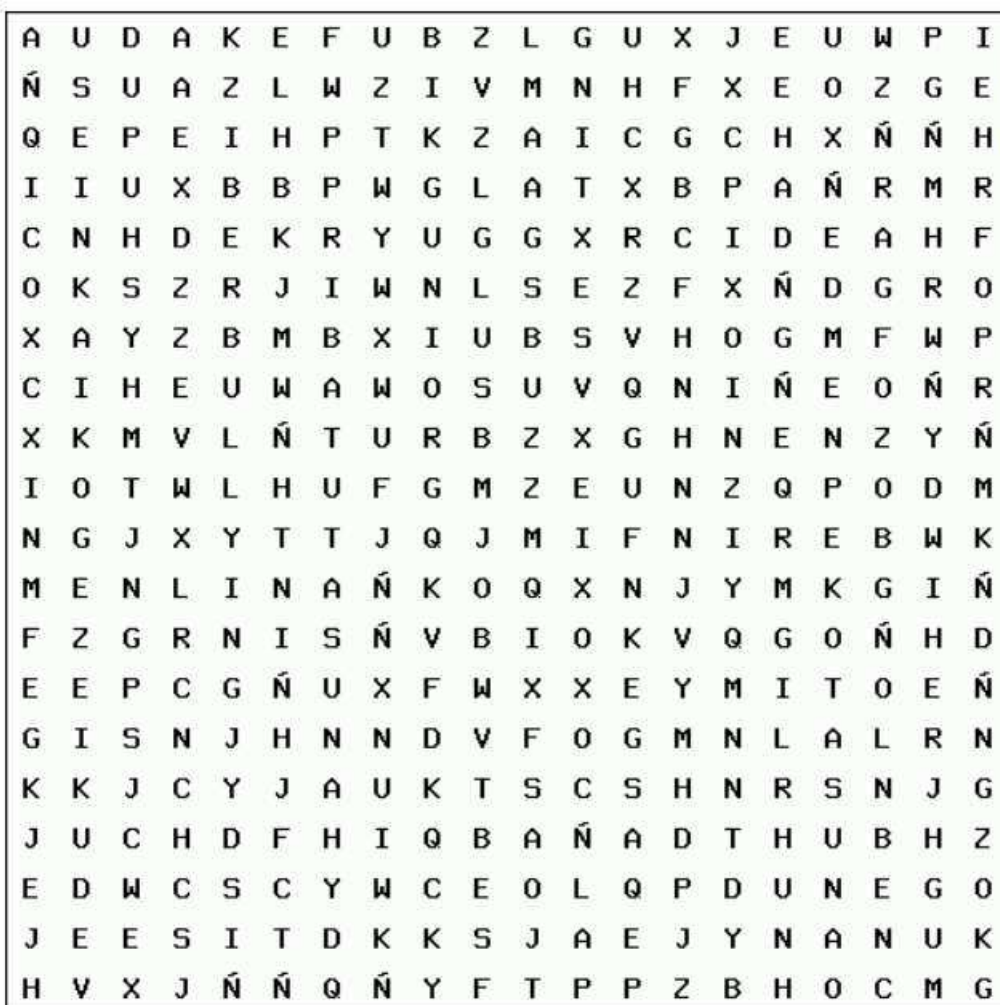 A U D A K E F U B Z L G U X J E U W P I
Ñ S U A Z L W Z I V M N H F X E O Z G E
Q E P E I H P T K Z A I C G C H X Ñ Ñ H
I I U X B B P W G L A T X B P A Ñ R M R
C N H D E K R Y U G G X R C I D E A H F
O K S Z R J I W N L S E Z F X Ñ D G R O
X A Y Z B M B X I U B S V H O G M F W P
C I H E U W A W O S U V Q N I Ñ E O Ñ R
X K M V L Ñ T U R B Z X G H N E N Z Y Ñ
I O T W L H U F G M Z E U N Z Q P O D M
N G J X Y T T J Q J M I F N I R E B W K
M E N L I N A Ñ K O Q X N J Y M K G I Ñ
F Z G R N I S Ñ V B I O K V Q G O Ñ H D
E E P C G Ñ U X F W X X E Y M I T O E Ñ
G I S N J H N N D V F O G M N L A L R N
K K J C Y J A U K T S C S H N R S N J G
J U C H D F H I Q B A Ñ A D T H U B H Z
E D W C S C Y W C E O L Q P D U N E G O
J E E S I T D K K S J A E J Y N A N U K
H V X J Ñ Ñ Q Ñ Y F T P P Z B H O C M G